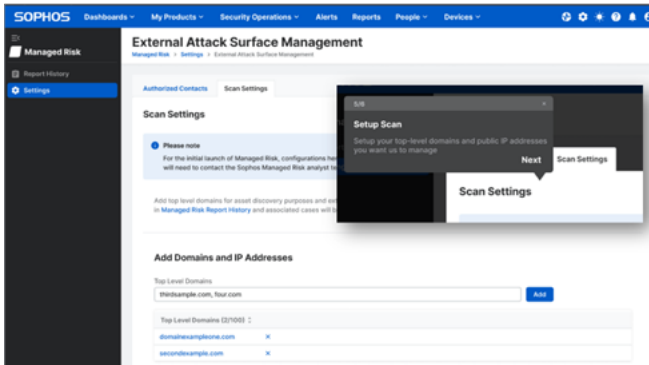 SOPHOS Dashboards My Products Security Operations Alerts Reports People Devices
Managed Risk
Report History
Settings
External Attack Surface Management
Managed Risk > Settings > External Attack Surface Management
Authorized Contacts Scan Settings
Scan Settings
Please note
For the initial launch of Managed Risk, configurations
will need to contact the Sophos Managed Risk analyst
Add top level domains for asset discovery purposes and
in Managed Risk Report History and associated cases will
5/6 ×
Setup Scan
Setup your top-level domains and public IP addresses
you want us to manage
Next
Scan Settings
Scan Settings
Add Domains and IP Addresses
Top Level Domains
thirdsample.com, four.com Add
Top Level Domains (2/100)
domainexampleone.com ×
secondexample.com ×